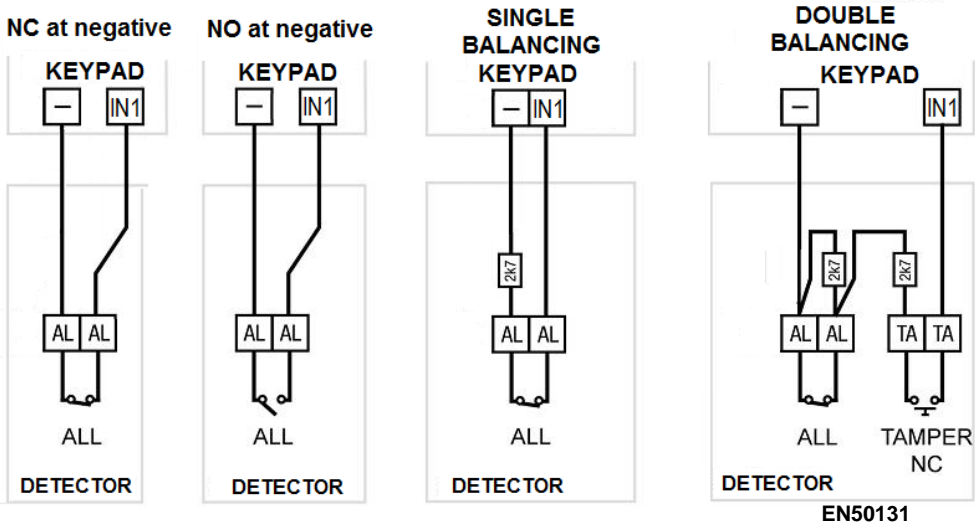 NC at negative
KEYPAD
– IN1
AL AL
ALL
DETECTOR
NO at negative
KEYPAD
– IN1
AL AL
ALL
DETECTOR
SINGLE
BALANCING
KEYPAD
– IN1
2k7
AL AL
ALL
DETECTOR
DOUBLE
BALANCING
KEYPAD
– IN1
2k7 2k7
AL AL TA TA
ALL TAMPER
NC
DETECTOR
EN50131